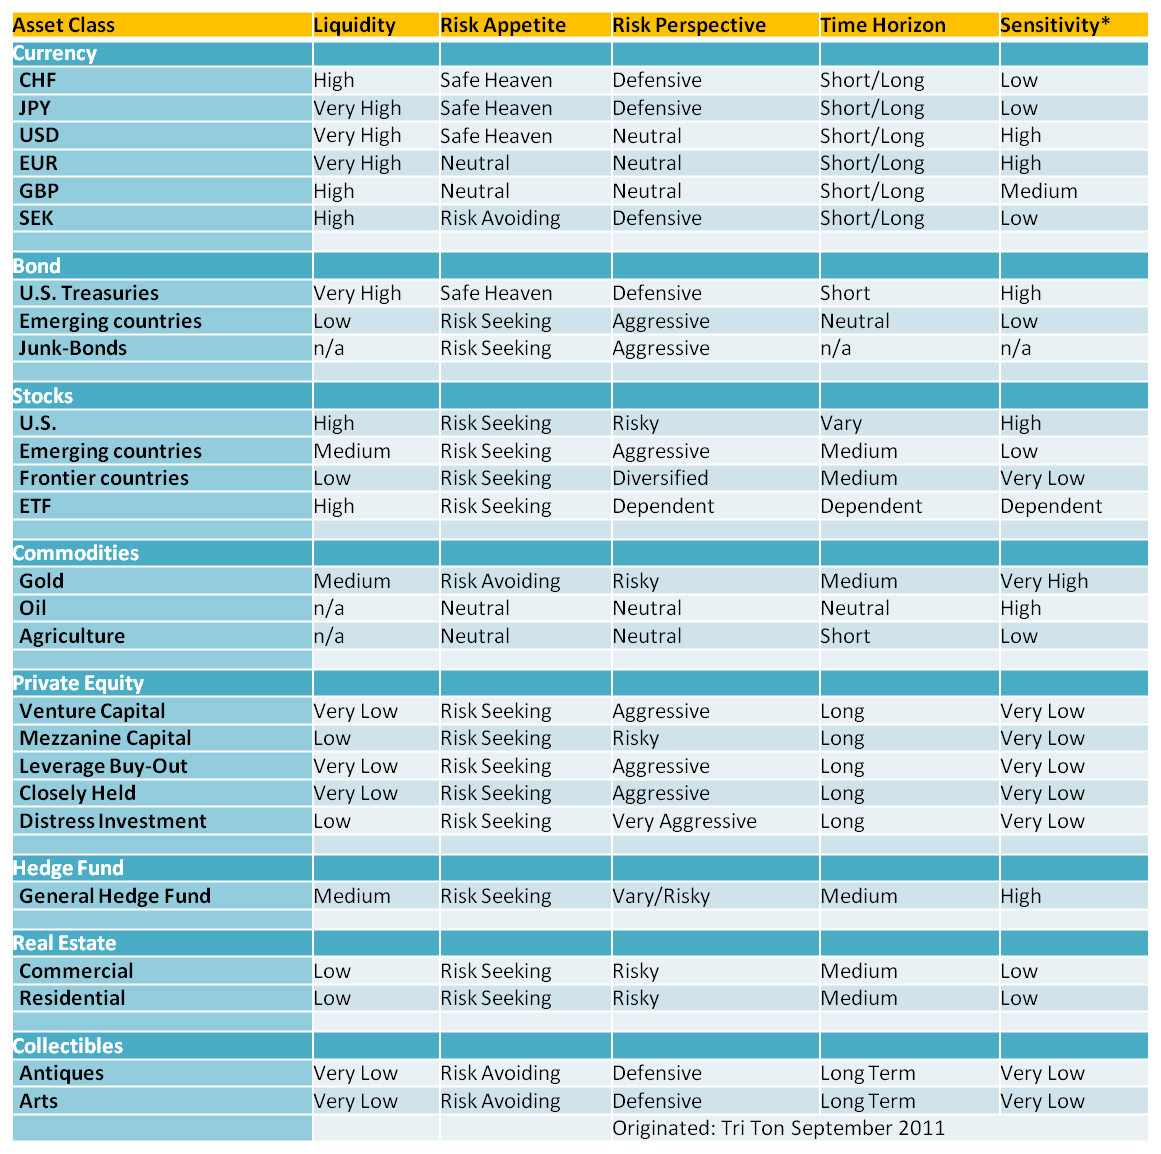 Asset Class Liquidity Risk Appetite Risk Perspective Time Horizon Sensitivity*
Currency
CHF High Safe Heaven Defensive Short/Long Low
JPY Very High Safe Heaven Defensive Short/Long Low
USD Very High Safe Heaven Neutral Short/Long High
EUR Very High Neutral Neutral Short/Long High
GBP High Neutral Neutral Short/Long Medium
SEK High Risk Avoiding Defensive Short/Long Low
Bond
U.S. Treasuries Very High Safe Heaven Defensive Short High
Emerging countries Low Risk Seeking Aggressive Neutral Low
Junk-Bonds n/a Risk Seeking Aggressive n/a n/a
Stocks
U.S. High Risk Seeking Risky Vary High
Emerging countries Medium Risk Seeking Aggressive Medium Low
Frontier countries Low Risk Seeking Diversified Medium Very Low
ETF High Risk Seeking Dependent Dependent Dependent
Commodities
Gold Medium Risk Avoiding Risky Medium Very High
Oil n/a Neutral Neutral Neutral High
Agriculture n/a Neutral Neutral Short Low
Private Equity
Venture Capital Very Low Risk Seeking Aggressive Long Very Low
Mezzanine Capital Low Risk Seeking Risky Long Very Low
Leverage Buy-Out Very Low Risk Seeking Aggressive Long Very Low
Closely Held Very Low Risk Seeking Aggressive Long Very Low
Distress Investment Low Risk Seeking Very Aggressive Long Very Low
Hedge Fund
General Hedge Fund Medium Risk Seeking Vary/Risky Medium High
Real Estate
Commercial Low Risk Seeking Risky Medium Low
Residential Low Risk Seeking Risky Medium Low
Collectibles
Antiques Very Low Risk Avoiding Defensive Long Term Very Low
Arts Very Low Risk Avoiding Defensive Long Term Very Low
Originated: Tri Ton September 2011